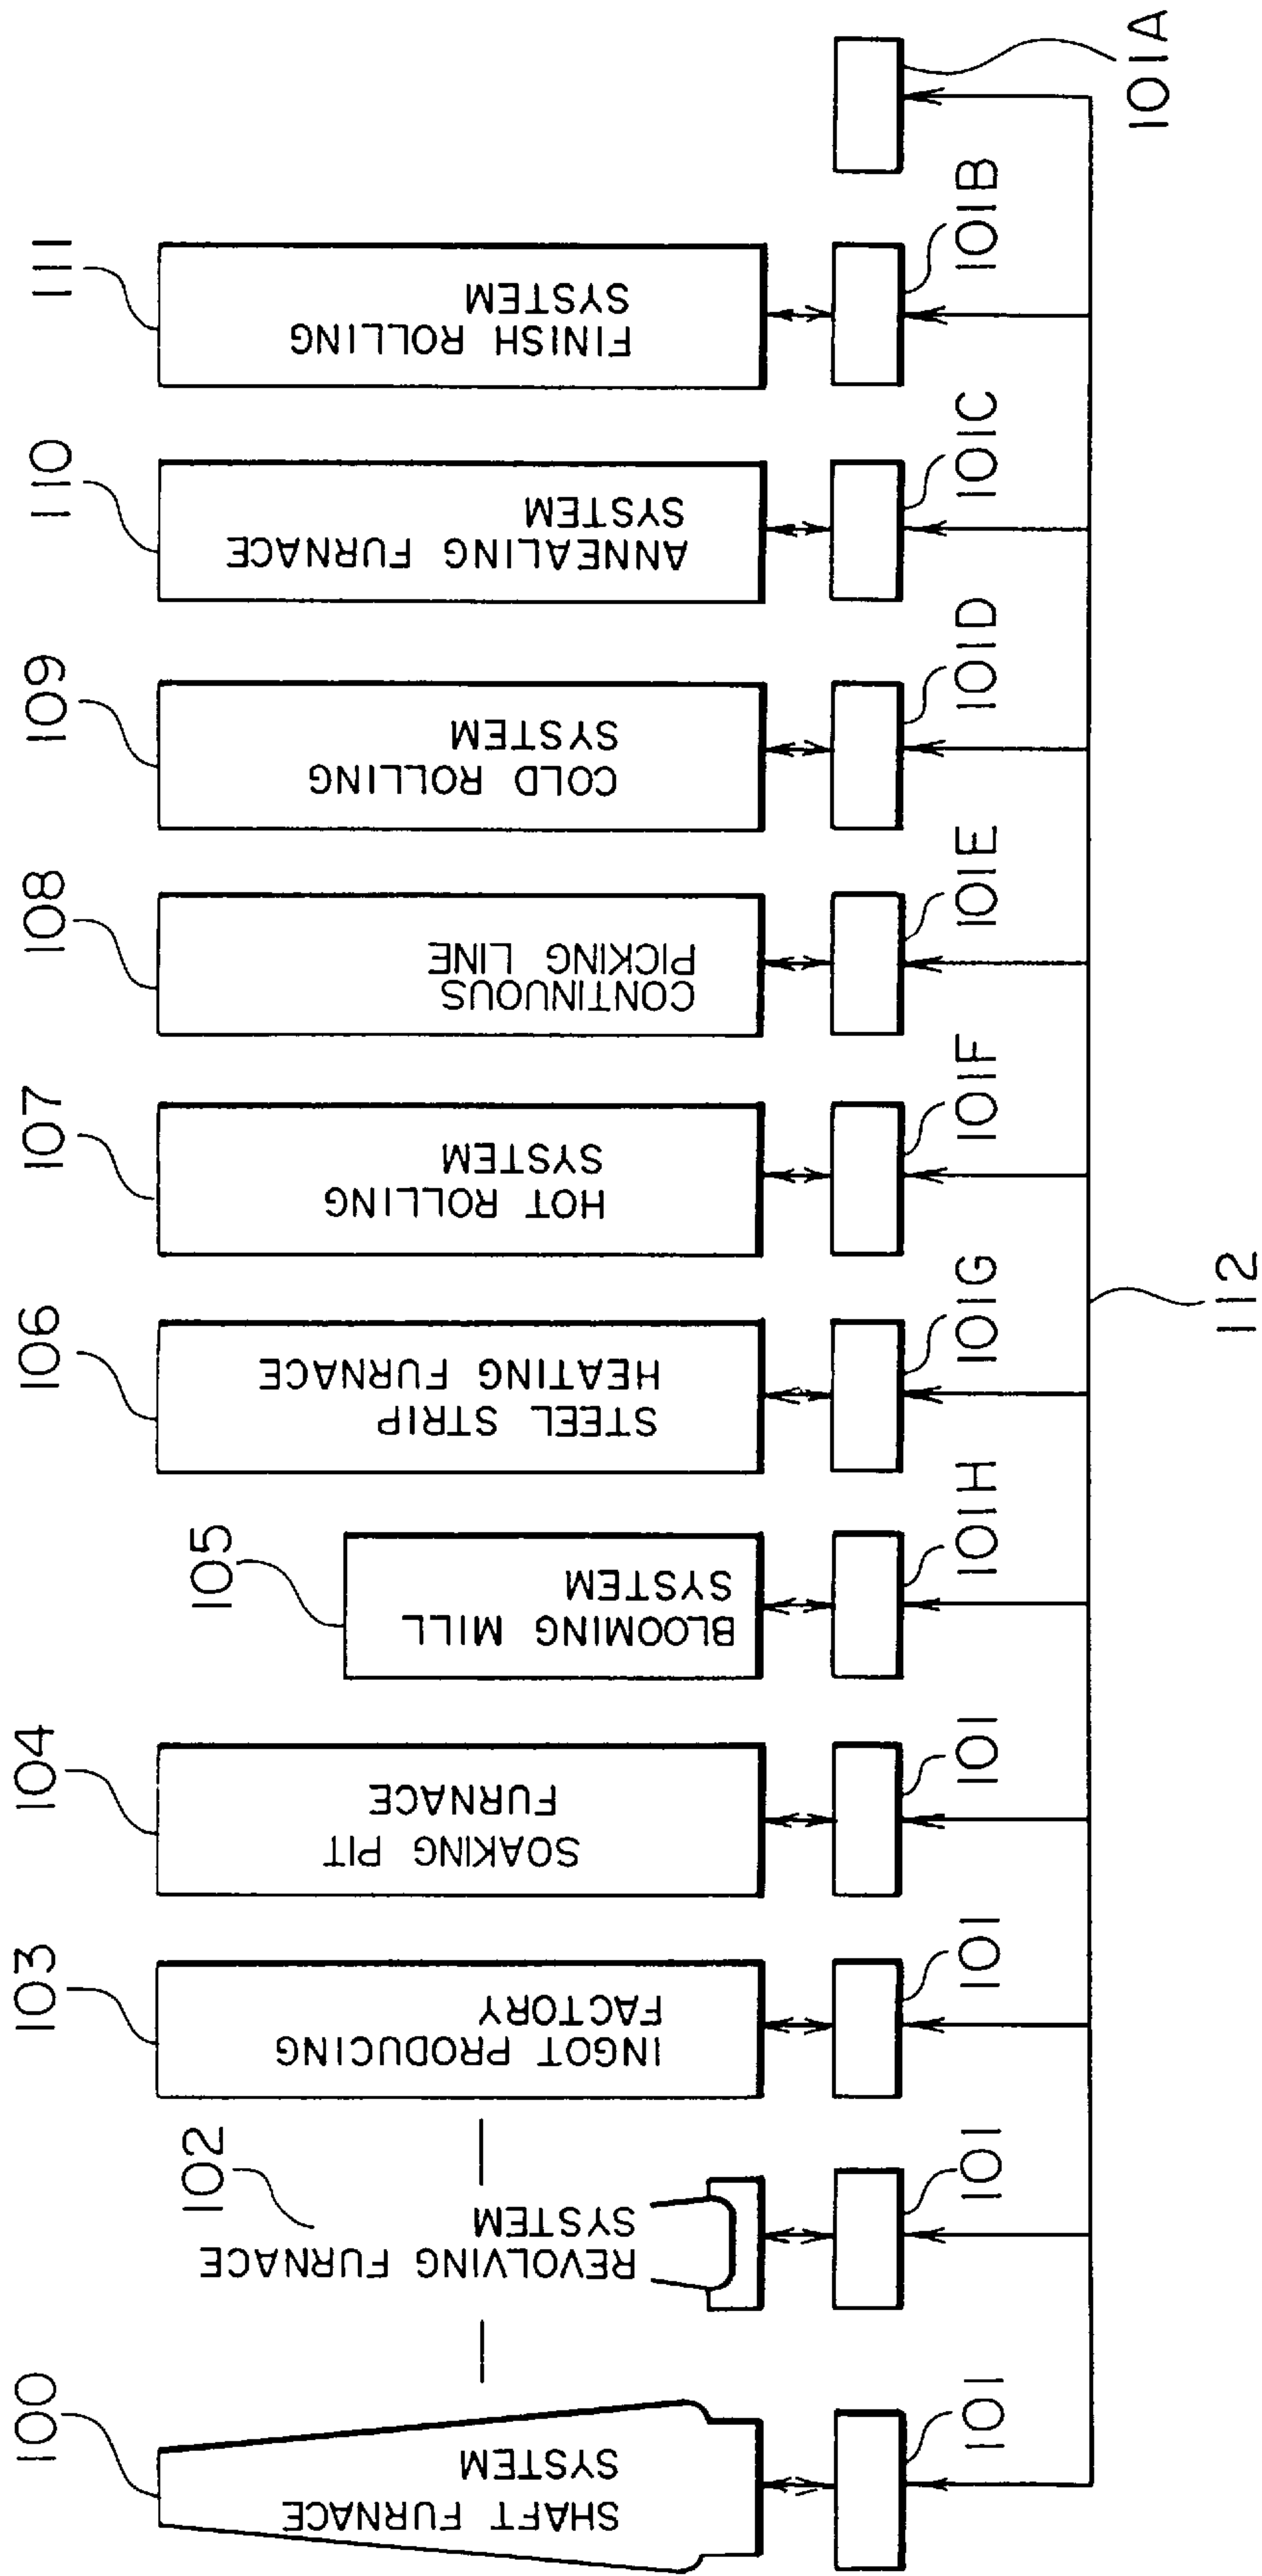 100
SHAFT FURNACE
SYSTEM
101
102
REVOLVING FURNACE
SYSTEM
101
103
INGOT PRODUCING
FACTORY
101
104
SOAKING PIT
FURNACE
101
105
BLOOMING MILL
SYSTEM
101H
106
STEEL STRIP
HEATING FURNACE
101G
107
HOT ROLLING
SYSTEM
101F
108
CONTINUOUS
PICKING LINE
101E
109
COLD ROLLING
SYSTEM
101D
110
ANNEALING FURNACE
SYSTEM
101C
111
FINISH ROLLING
SYSTEM
101B
101A
112